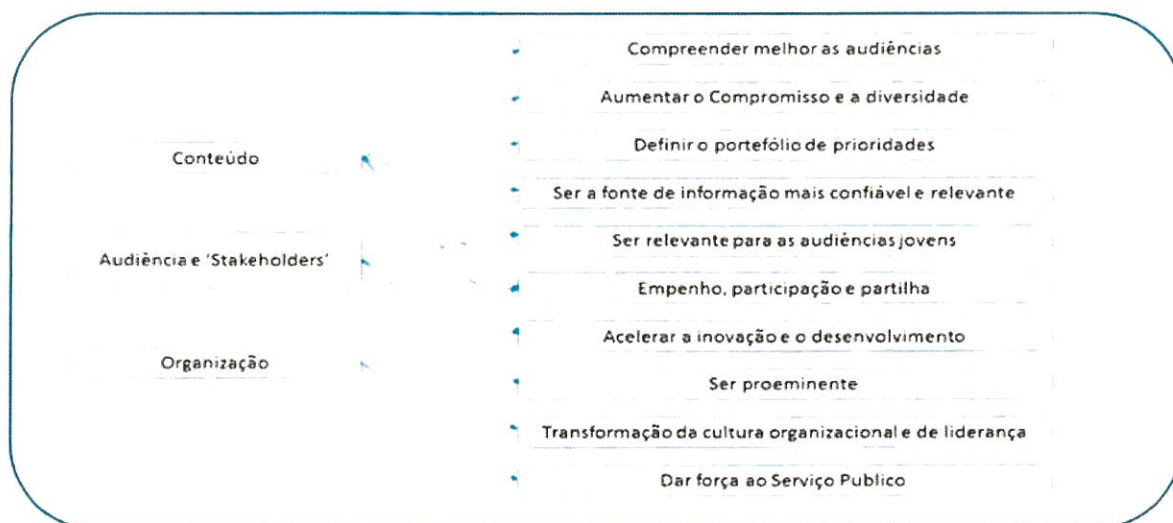 Conteúdo
Audiência e 'Stakeholders'
Organização
Compreender melhor as audiências
Aumentar o Compromisso e a diversidade
Definir o portefólio de prioridades
Ser a fonte de informação mais confiável e relevante
Ser relevante para as audiências jovens
Empenho, participação e partilha
Acelerar a inovação e o desenvolvimento
Ser proeminente
Transformação da cultura organizacional e de liderança
Dar força ao Serviço Publico